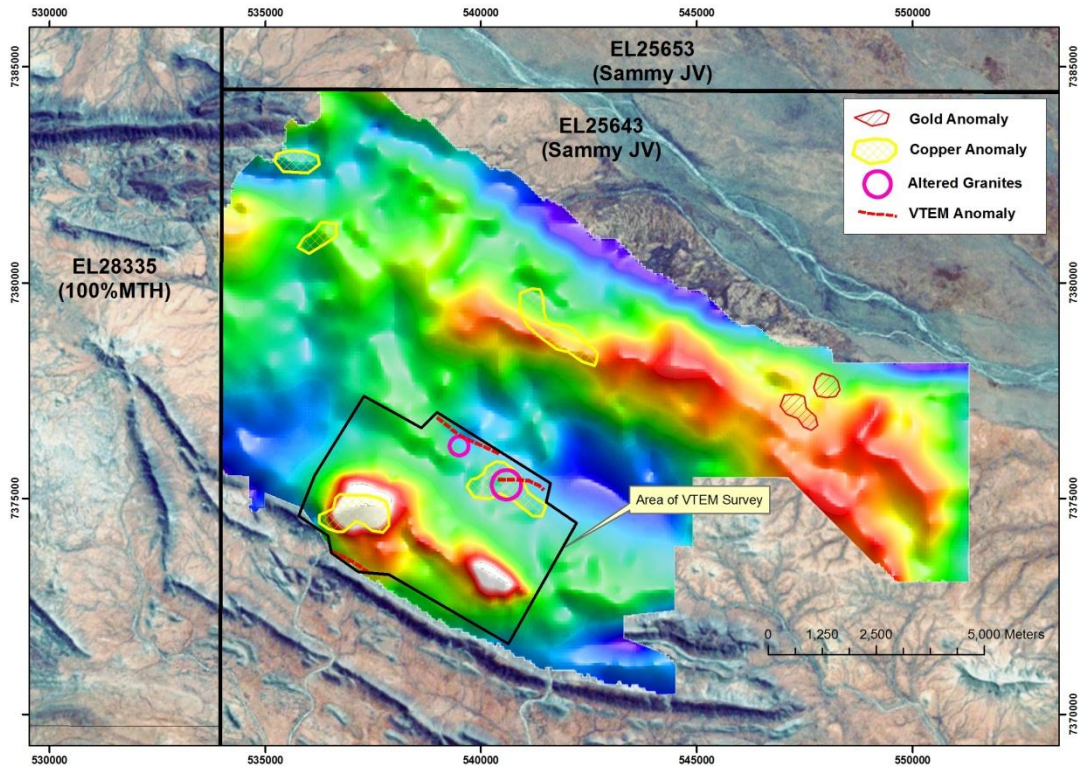 530000 535000 540000 545000 550000
7385000 7385000
EL25653
(Sammy JV)
EL25643
(Sammy JV)
Gold Anomaly
Copper Anomaly
Altered Granites
VTEM Anomaly
EL28335
(100%MTH)
7380000 7380000
Area of VTEM Survey
7375000 7375000
0 1,250 2,500 5,000 Meters
7370000 7370000
530000 535000 540000 545000 550000